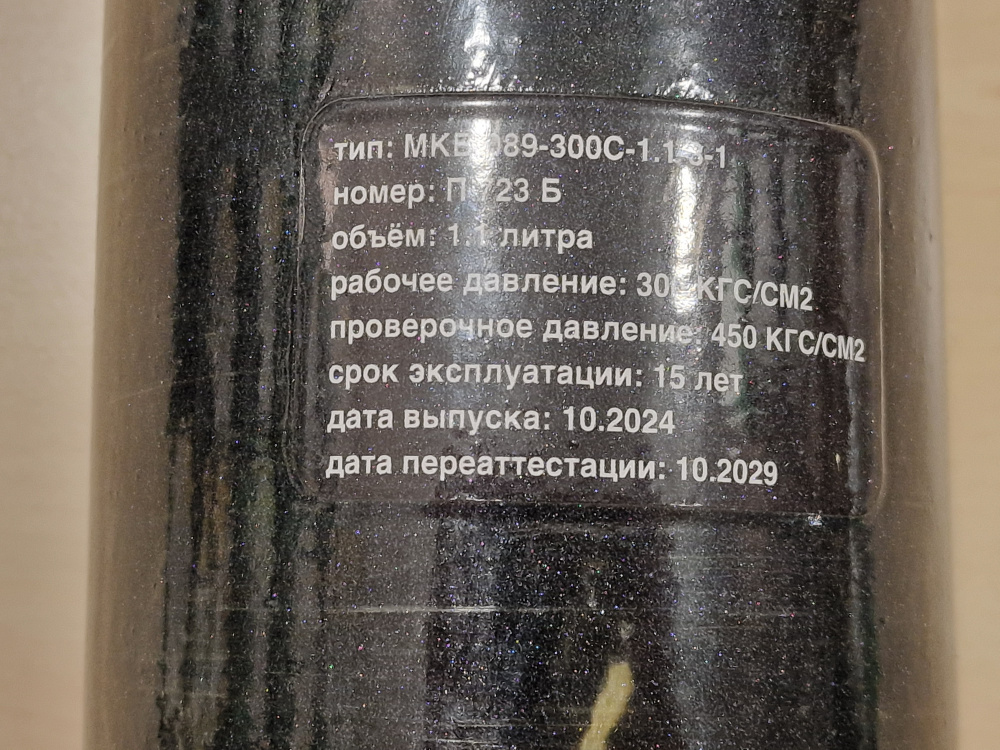 тип:
номер: Б
объём: 1.1 литра
рабочее давление: КГС/СМ2
проверочное давление: 450 КГС/СМ2
срок эксплуатации: 15 лет
дата выпуска: 10.2024
дата переаттестации: 10.2029